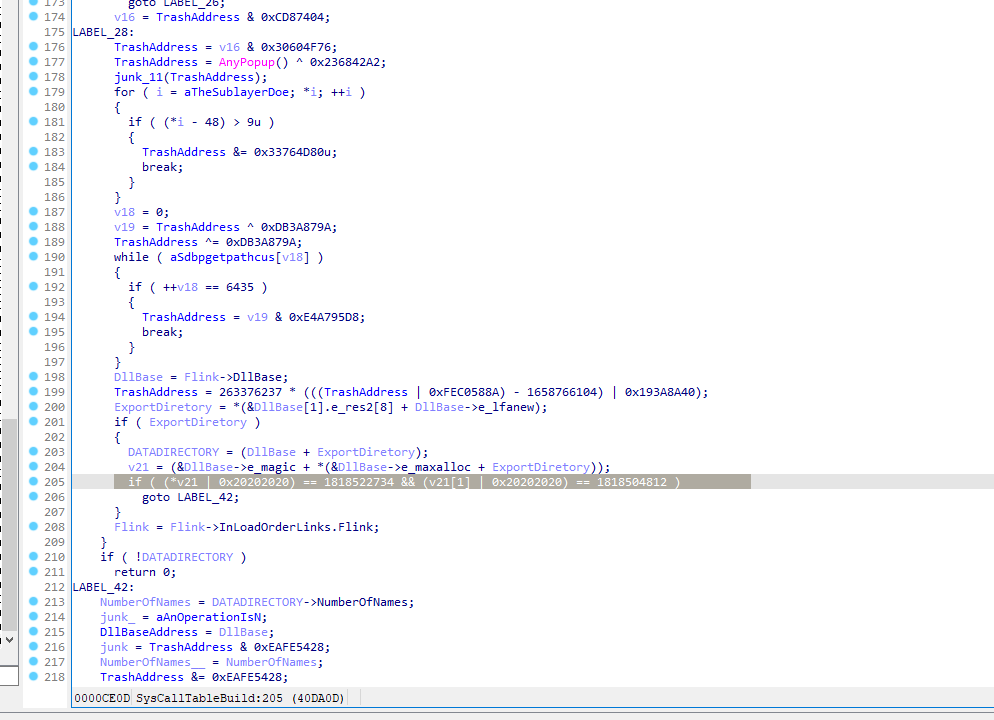 173 goto LABEL_26;
174 v16 = TrashAddress & 0xCD87404;
175 LABEL_28:
176 TrashAddress = v16 & 0x30604F76;
177 TrashAddress = AnyPopup() ^ 0x236842A2;
178 junk_11(TrashAddress);
179 for ( i = aTheSublayerDoe; *i; ++i )
180 {
181 if ( (*i - 48) > 9u )
182 {
183 TrashAddress &= 0x33764D80u;
184 break;
185 }
186 }
187 v18 = 0;
188 v19 = TrashAddress ^ 0xDB3A879A;
189 TrashAddress ^= 0xDB3A879A;
190 while ( aSdbpgetpathcus[v18] )
191 {
192 if ( ++v18 == 6435 )
193 {
194 TrashAddress = v19 & 0xE4A795D8;
195 break;
196 }
197 }
198 DllBase = Flink->DllBase;
199 TrashAddress = 263376237 * (((TrashAddress | 0xFEC0588A) - 1658766104) | 0x193A8A40);
200 ExportDiretory = *(&DllBase[1].e_res2[8] + DllBase->e_lfanew);
201 if ( ExportDiretory )
202 {
203 DATADIRECTORY = (DllBase + ExportDiretory);
204 v21 = (&DllBase->e_magic + *(&DllBase->e_maxalloc + ExportDiretory));
205 if ( (*v21 | 0x20202020) == 1818522734 && (v21[1] | 0x20202020) == 1818504812 )
206 goto LABEL_42;
207 }
208 Flink = Flink->InLoadOrderLinks.Flink;
209 }
210 if ( !DATADIRECTORY )
211 return 0;
212 LABEL_42:
213 NumberOfNames = DATADIRECTORY->NumberOfNames;
214 junk_ = aAnOperationIsN;
215 DllBaseAddress = DllBase;
216 junk = TrashAddress & 0xEAFE5428;
217 NumberOfNames__ = NumberOfNames;
218 TrashAddress &= 0xEAFE5428;
0000CE0D SysCallTableBuild:205 (40DA0D)